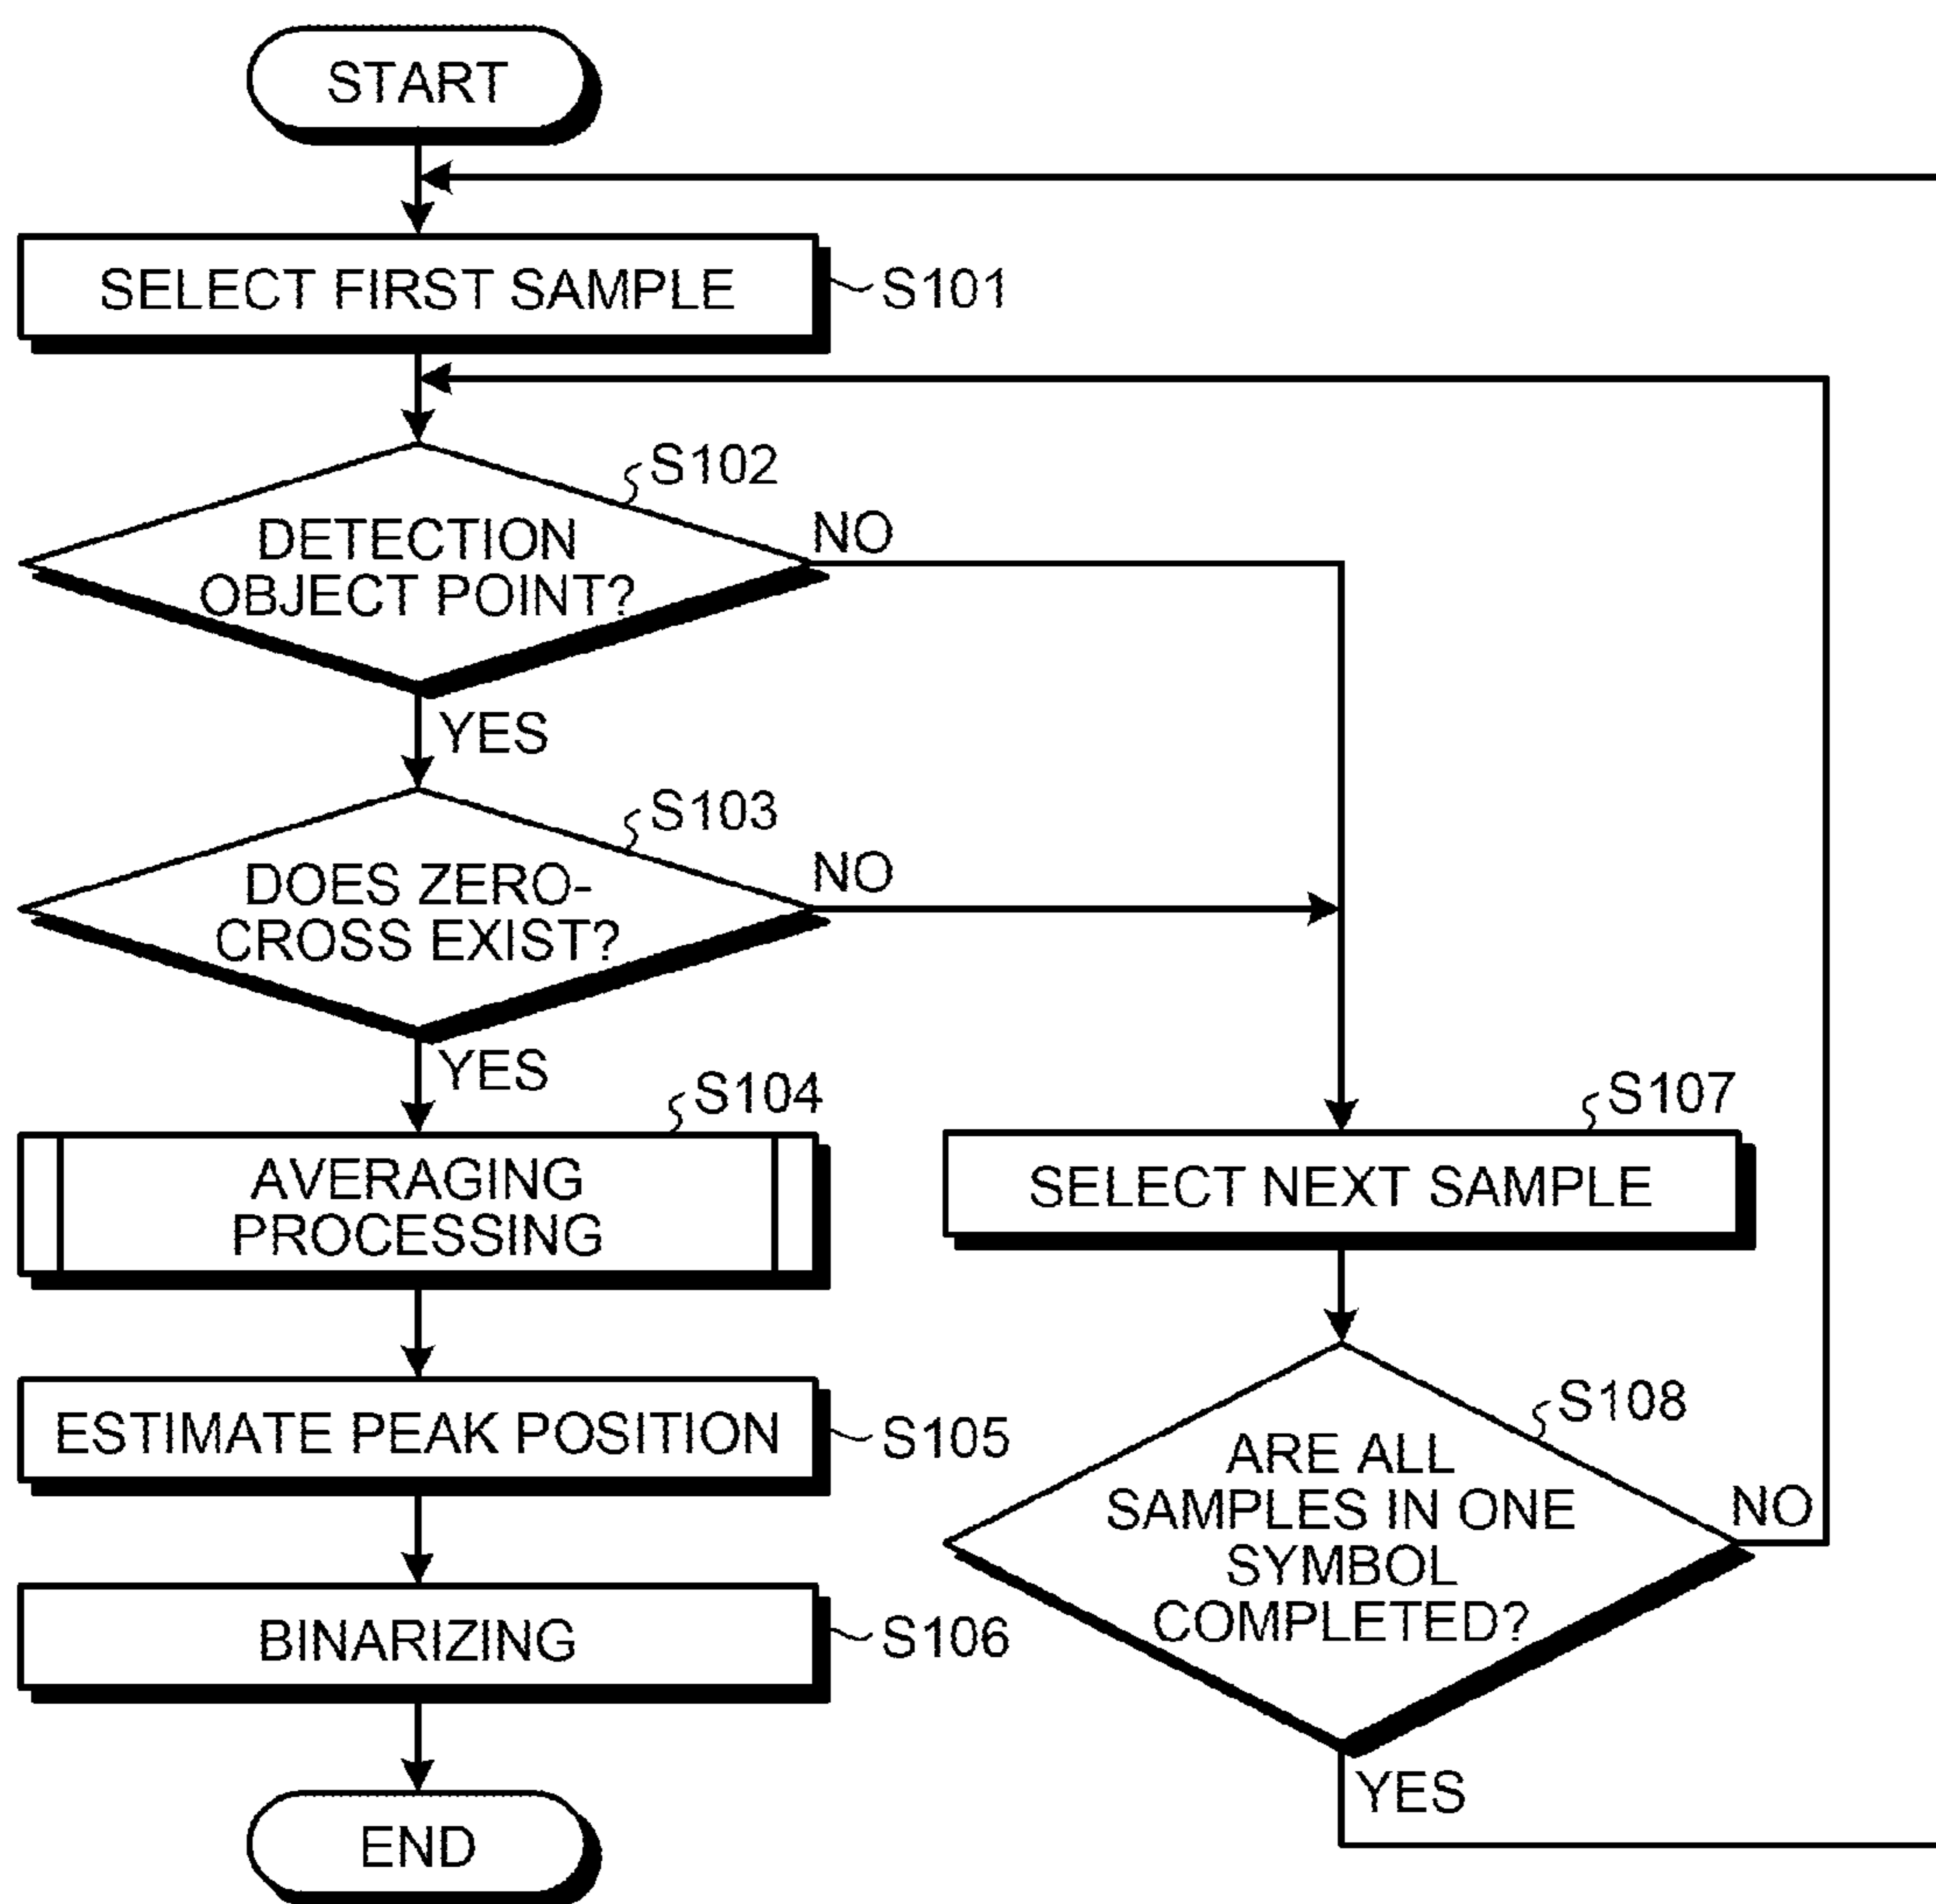 START
SELECT FIRST SAMPLE
S101
S102
DETECTION
OBJECT POINT?
NO
YES
S103
DOES ZERO-
CROSS EXIST?
NO
YES
S104
AVERAGING
PROCESSING
S107
SELECT NEXT SAMPLE
ESTIMATE PEAK POSITION
S105
S108
ARE ALL
SAMPLES IN ONE
SYMBOL
COMPLETED?
NO
YES
BINARIZING
S106
END